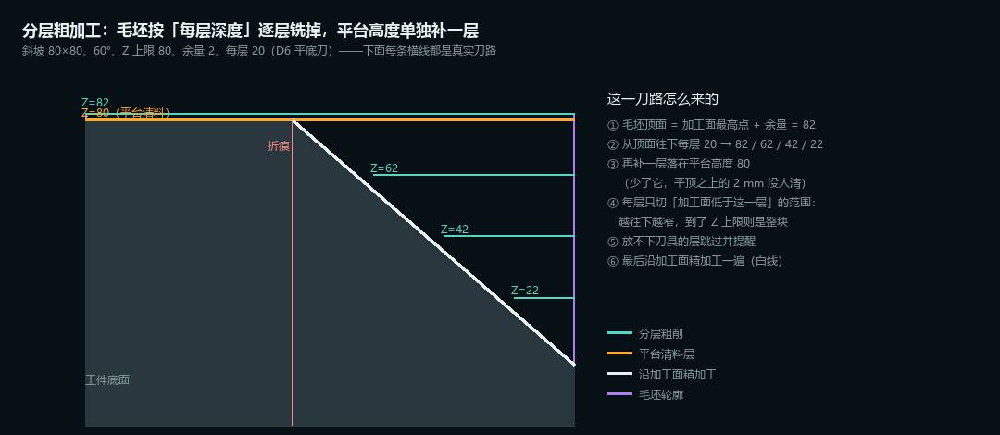 分层粗加工：毛坯按「每层深度」逐层铣掉，平台高度单独补一层
斜坡 80×80、60°、Z 上限 80、余量 2、每层 20（D6 平底刀）——下面每条横线都是真实刀路
Z=82
Z=80（平台清料）
折痕
Z=62
Z=42
Z=22
工件底面
这一刀路怎么来的
① 毛坯顶面 = 加工面最高点 + 余量 = 82
② 从顶面往下每层 20 → 82 / 62 / 42 / 22
③ 再补一层落在平台高度 80
（少了它，平顶之上的 2 mm 没人清）
④ 每层只切「加工面低于这一层」的范围；
越往下越窄，到了 Z 上限则是整块
⑤ 放不下刀具的层跳过并提醒
⑥ 最后沿加工面精加工一遍（白线）
分层粗削
平台清料层
沿加工面精加工
毛坯轮廓